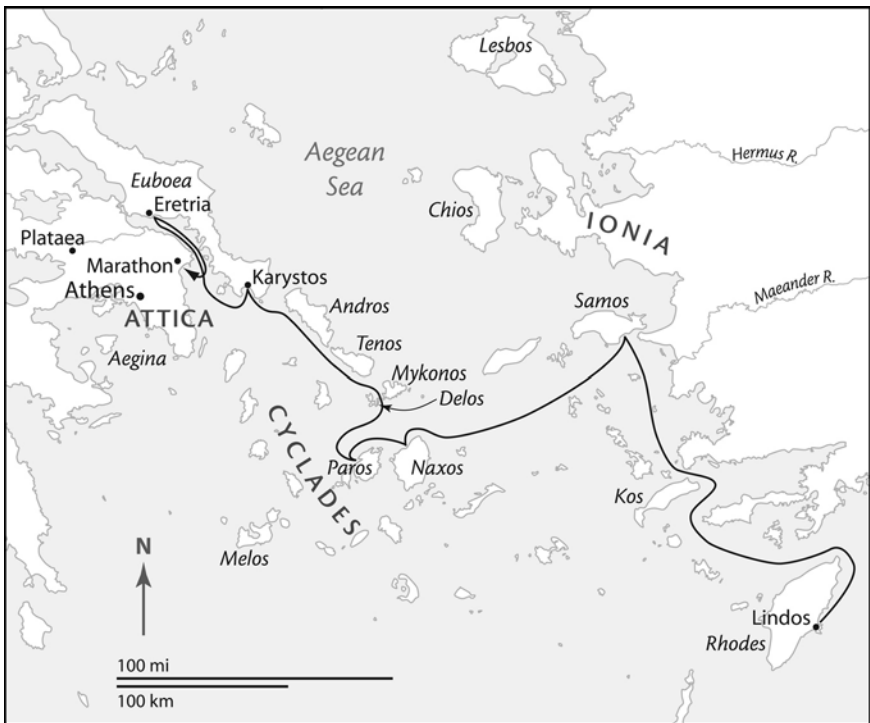 Lesbos
Aegean
Sea
Hermus R.
Euboea
Eretria
Chios
IONIA
Plataea
Marathon
Karystos
Athens
ATTICA
Maeander R.
Samos
Andros
Aegina
Tenos
Mykonos
Delos
CYCLADES
Paros
Naxos
Kos
Melos
N
Lindos
Rhodes
100 mi
100 km